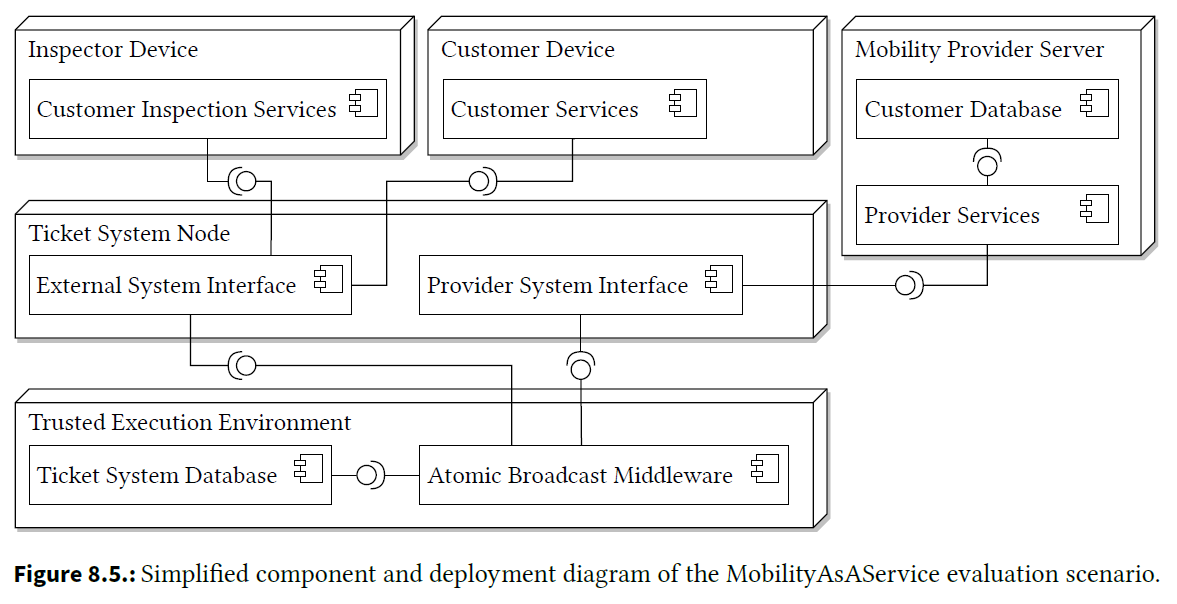 Inspector Device
Customer Device
Mobility Provider Server
Customer Inspection Services
Customer Services
Customer Database
Provider Services
Ticket System Node
External System Interface
Provider System Interface
Trusted Execution Environment
Ticket System Database
Atomic Broadcast Middleware
Figure 8.5.: Simplified component and deployment diagram of the MobilityAsAService evaluation scenario.